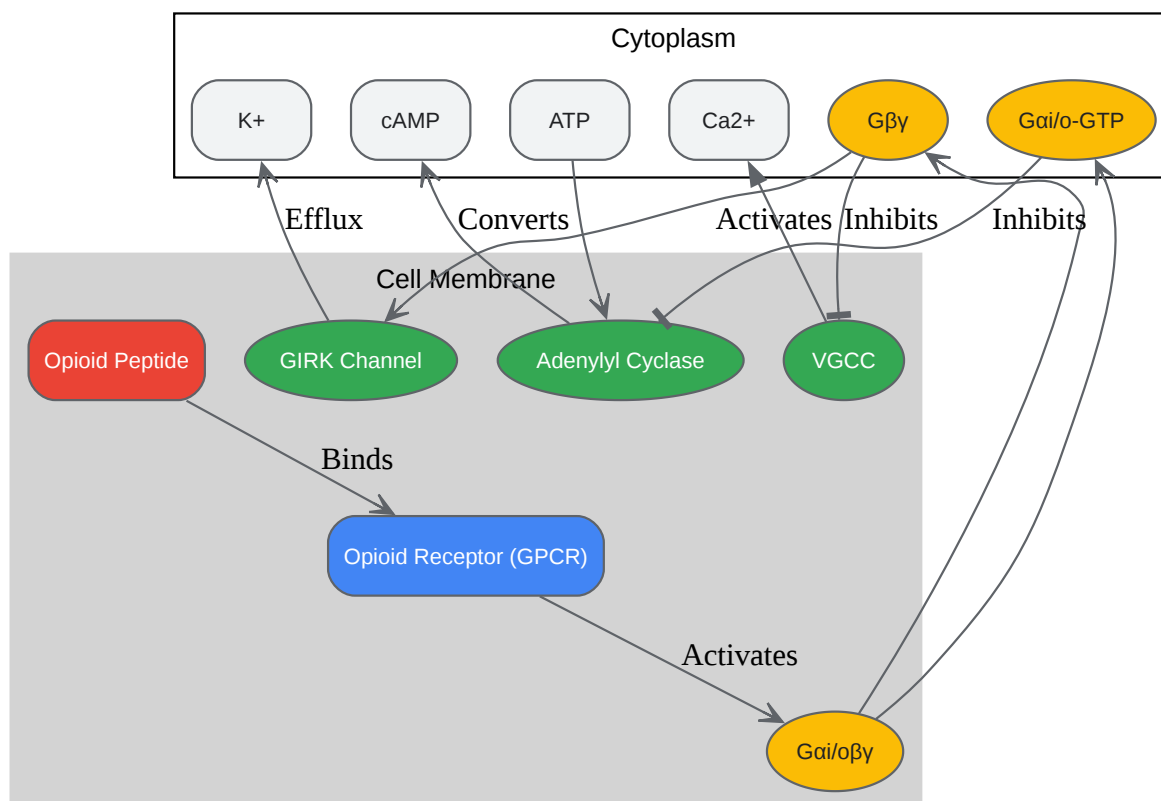 Cytoplasm
K+
cAMP
ATP
Ca2+
Gβγ
Gαi/o-GTP
Efflux
Converts
Activates
Inhibits
Inhibits
Cell Membrane
Opioid Peptide
GIRK Channel
Adenylyl Cyclase
VGCC
Binds
Opioid Receptor (GPCR)
Activates
Gαi/oβγ